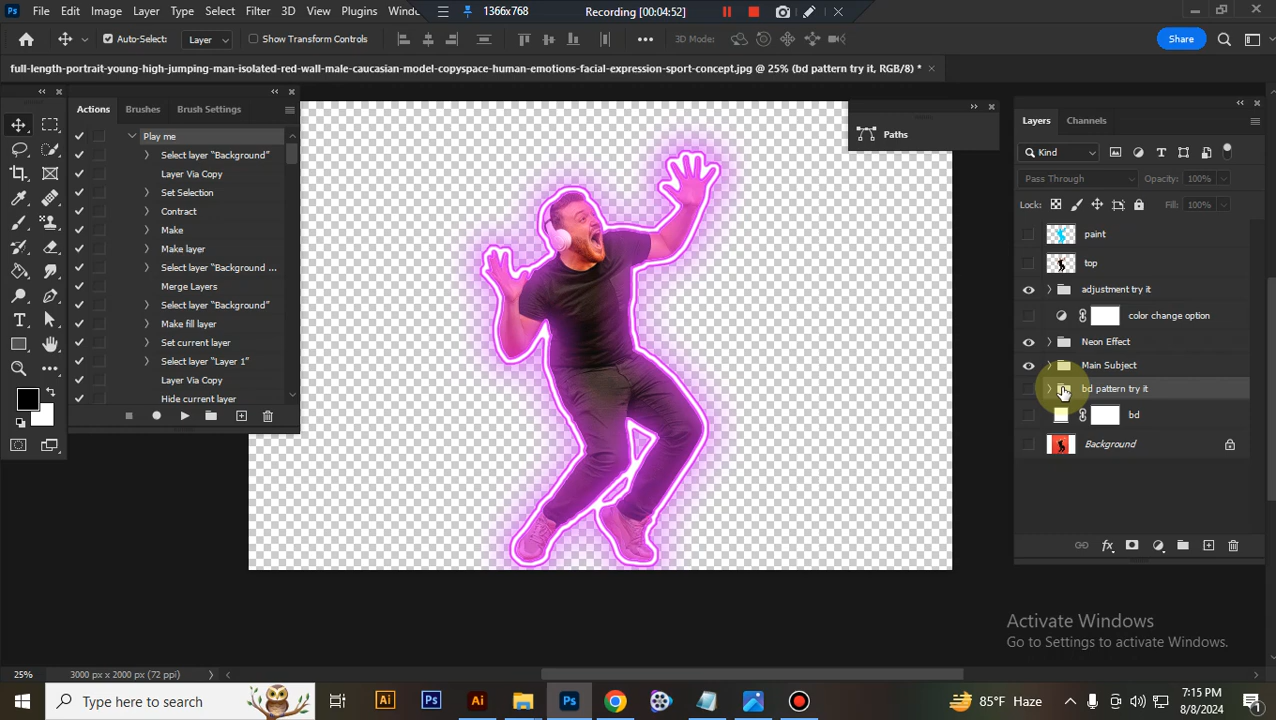 Ps File Edit Image Layer Type Select Filter 3D View Plugins Windo 1366x768 Recording [00:04:52]
Auto-Select: Layer Show Transform Controls 3D Mode: Share
full-length-portrait-young-high-jumping-man-isolated-red-wall-male-caucasian-model-copyspace-human-emotions-facial-expression-sport-concept.jpg @ 25% (bd pattern try it, RGB/8) *
Actions Brushes Brush Settings
Play me
Select layer "Background"
Layer Via Copy
Set Selection
Contract
Make
Make layer
Select layer "Background ...
Merge Layers
Select layer "Background"
Make fill layer
Set current layer
Select layer "Layer 1"
Layer Via Copy
Hide current layer
Paths
Layers Channels
Kind
Pass Through Opacity: 100%
Lock: Fill: 100%
paint
top
adjustment try it
color change option
Neon Effect
Main Subject
bd pattern try it
bd
Background
Activate Windows
Go to Settings to activate Windows.
25% 3000 px x 2000 px (72 ppi)
Type here to search Ai Ps Ai Ps 85°F Haze 7:15 PM
8/8/2024